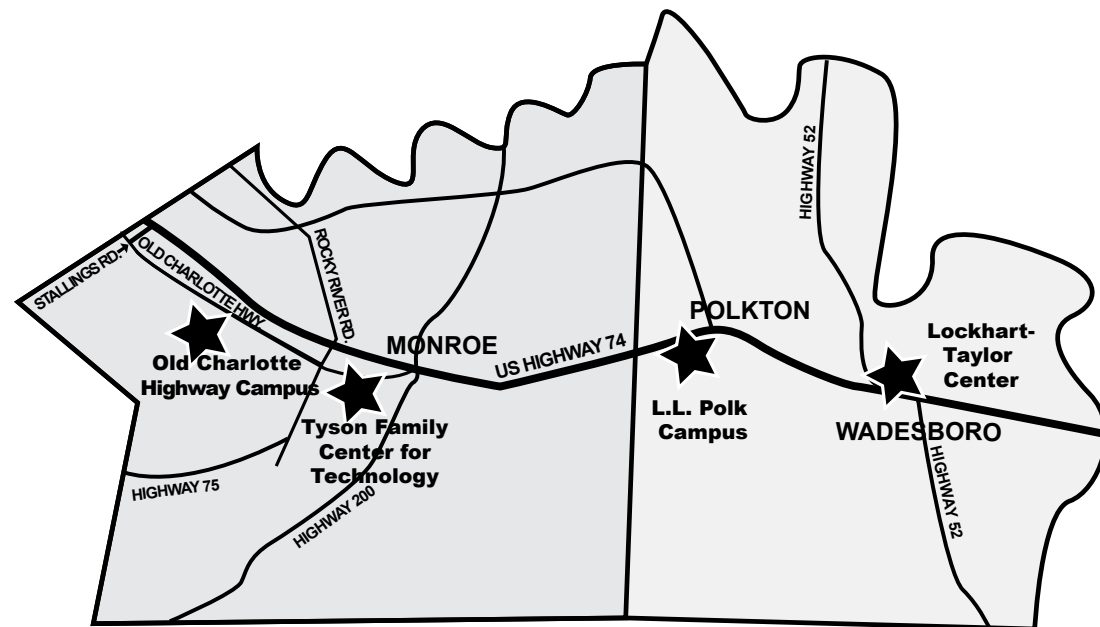 HIGHWAY 52
STALLINGS RD.
OLD CHARLOTTE HWY
ROCKY RIVER RD.
MONROE
US HIGHWAY 74
POLKTON
Lockhart-
Taylor
Center
Old Charlotte
Highway Campus
L.L. Polk
Campus
Tyson Family
Center for
Technology
WADESBORO
HIGHWAY 75
HIGHWAY 200
HIGHWAY 52